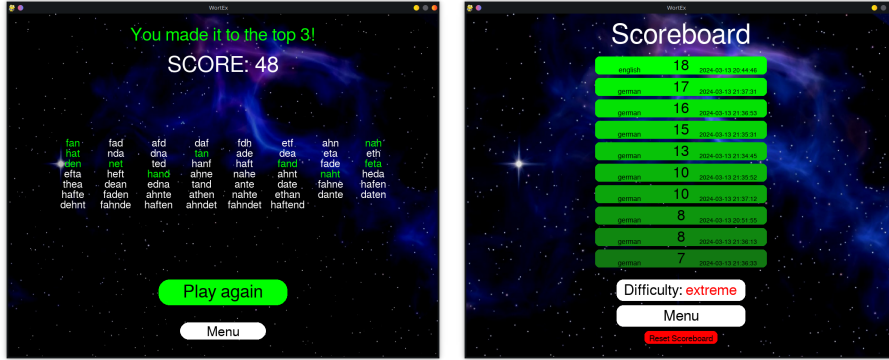 WortEx
You made it to the top 3!
SCORE: 48
fan fad afd daf fdh etf ahn nah
hat nda dna tan ade dea eta eth
den net ted hanf haft fand fade feta
efta heft hand ahne nahe ahnt naht heda
thea dean edna tand ante date fahne hafen
hafte faden ahnte athen nahte ethan dante daten
dehnt fahnde haften ahndet fahndet haftend
Play again
Menu
WortEx
Scoreboard
english 18 2024-03-13 20:44:46
german 17 2024-03-13 21:37:31
german 16 2024-03-13 21:36:53
german 15 2024-03-13 21:35:31
german 13 2024-03-13 21:34:45
german 10 2024-03-13 21:35:52
german 10 2024-03-13 21:37:12
german 8 2024-03-13 20:51:55
german 8 2024-03-13 21:36:13
german 7 2024-03-13 21:36:33
Difficulty: extreme
Menu
Reset Scoreboard